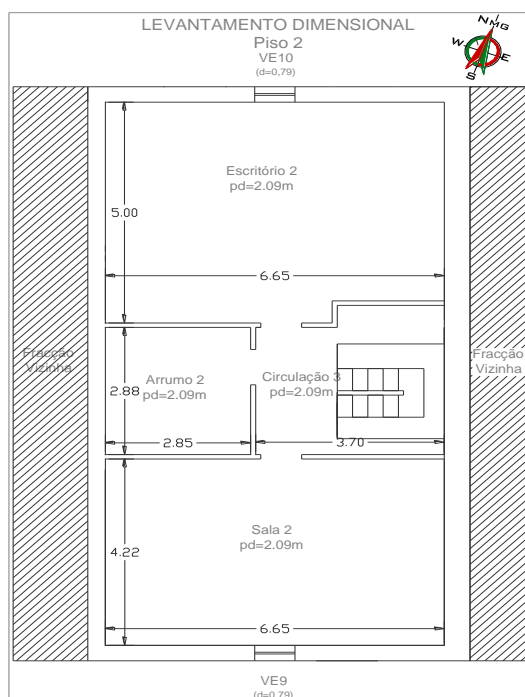 LEVANTAMENTO DIMENSIONAL
Piso 2
VE10
(d=0,79)
NMG
W
E
S
Escritório 2
pd=2.09m
5.00
6.65
Fracção
Vizinha
Arrumo 2
pd=2.09m
2.88
2.85
Circulação 3
pd=2.09m
3.70
Fracção
Vizinha
Sala 2
pd=2.09m
4.22
6.65
VE9
(d=0,79)